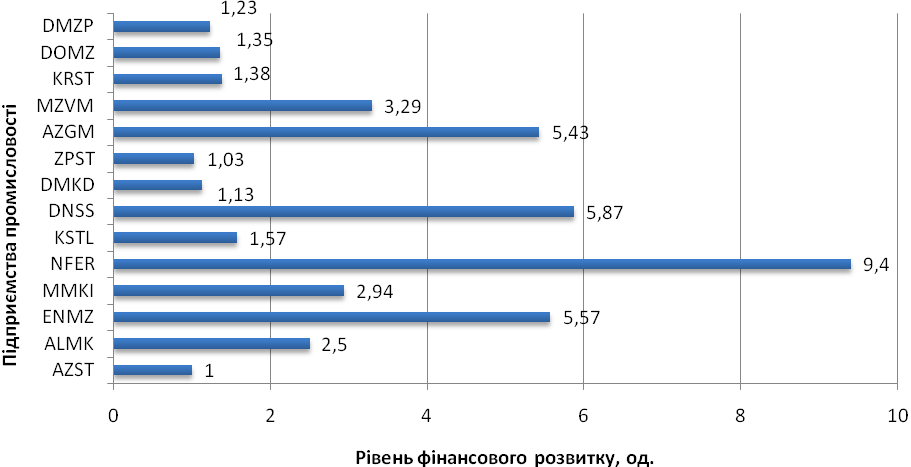 Підприємства промисловості
DMZP 1,23
DOMZ 1,35
KRST 1,38
MZVM 3,29
AZGM 5,43
ZPST 1,03
DMKD 1,13
DNSS 5,87
KSTL 1,57
NFER 9,4
MMKI 2,94
ENMZ 5,57
ALMK 2,5
AZST 1
0 2 4 6 8 10
Рівень фінансового розвитку, од.